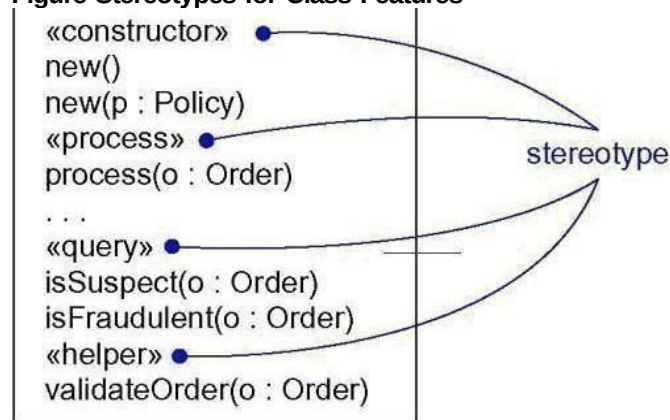 Figure Stereotypes for Class Features
«constructor»
new()
new(p : Policy)
«process»
process(o : Order)
. . .
«query»
isSuspect(o : Order)
isFraudulent(o : Order)
«helper»
validateOrder(o : Order)
stereotype